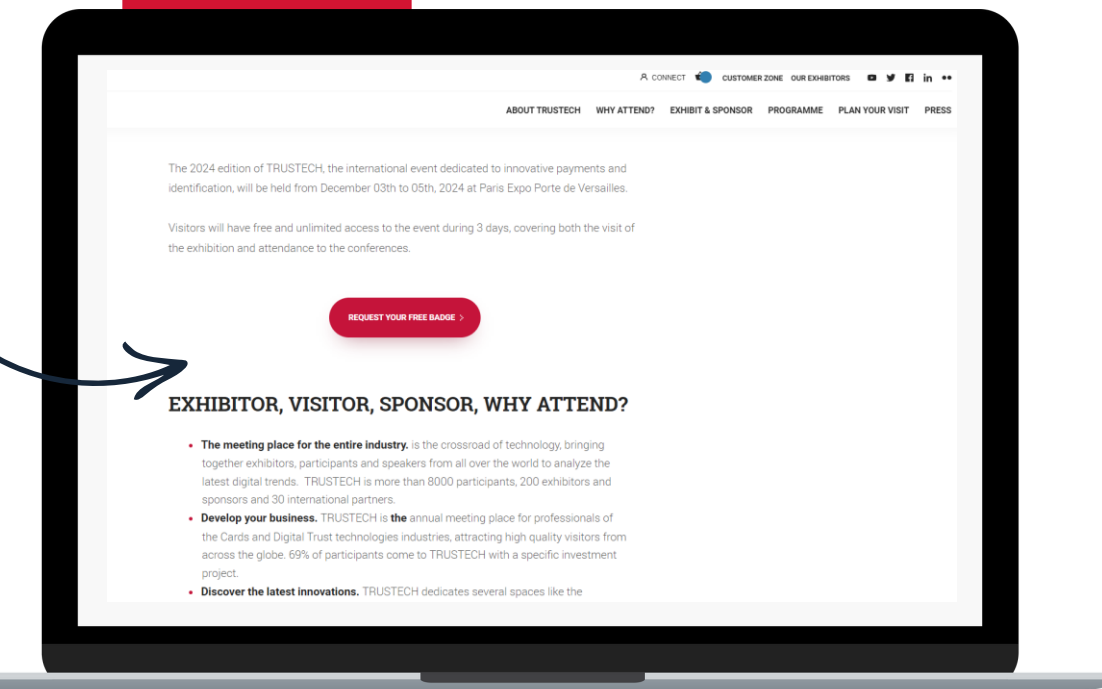 CONNECT
CUSTOMER ZONE
OUR EXHIBITORS
ABOUT TRUSTECH
WHY ATTEND?
EXHIBIT & SPONSOR
PROGRAMME
PLAN YOUR VISIT
PRESS
The 2024 edition of TRUSTECH, the international event dedicated to innovative payments and
identification, will be held from December 03th to 05th, 2024 at Paris Expo Porte de Versailles.
Visitors will have free and unlimited access to the event during 3 days, covering both the visit of
the exhibition and attendance to the conferences.
REQUEST YOUR FREE BADGE >
EXHIBITOR, VISITOR, SPONSOR, WHY ATTEND?
• The meeting place for the entire industry. is the crossroad of technology, bringing
together exhibitors, participants and speakers from all over the world to analyze the
latest digital trends. TRUSTECH is more than 8000 participants, 200 exhibitors and
sponsors and 30 international partners.
• Develop your business. TRUSTECH is the annual meeting place for professionals of
the Cards and Digital Trust technologies industries, attracting high quality visitors from
across the globe. 69% of participants come to TRUSTECH with a specific investment
project.
• Discover the latest innovations. TRUSTECH dedicates several spaces like the